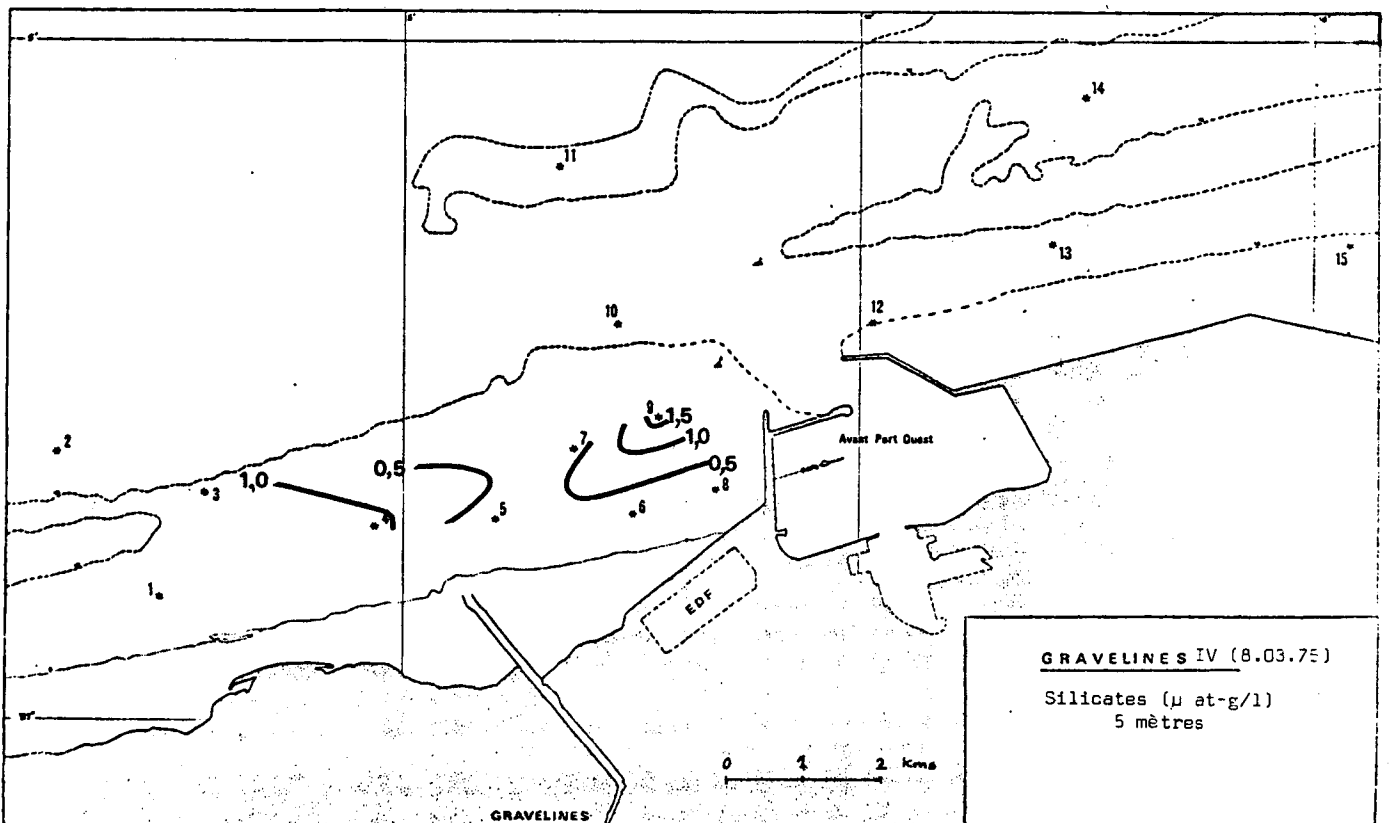 14
11
13
15
10
12
2
9
1,5
7
1,0
Avant Port Ouest
0,5
0,5
1,0
3
8
4
5
6
1
EDF
GRAVELINES IV (8.03.75)
Silicates (µ at-g/l)
5 mètres
0 1 2 kms
GRAVELINES